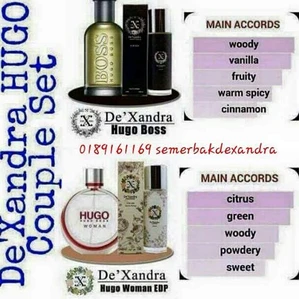 De'Xandra HUGO
Couple Set
BOSS
De'Xandra
Hugo Boss
MAIN ACCORDS
woody
vanilla
fruity
warm spicy
cinnamon
0189161169 semerbakdexandra
HUGO
WOMAN
De'Xandra
Hugo Woman EDP
MAIN ACCORDS
citrus
green
woody
powdery
sweet